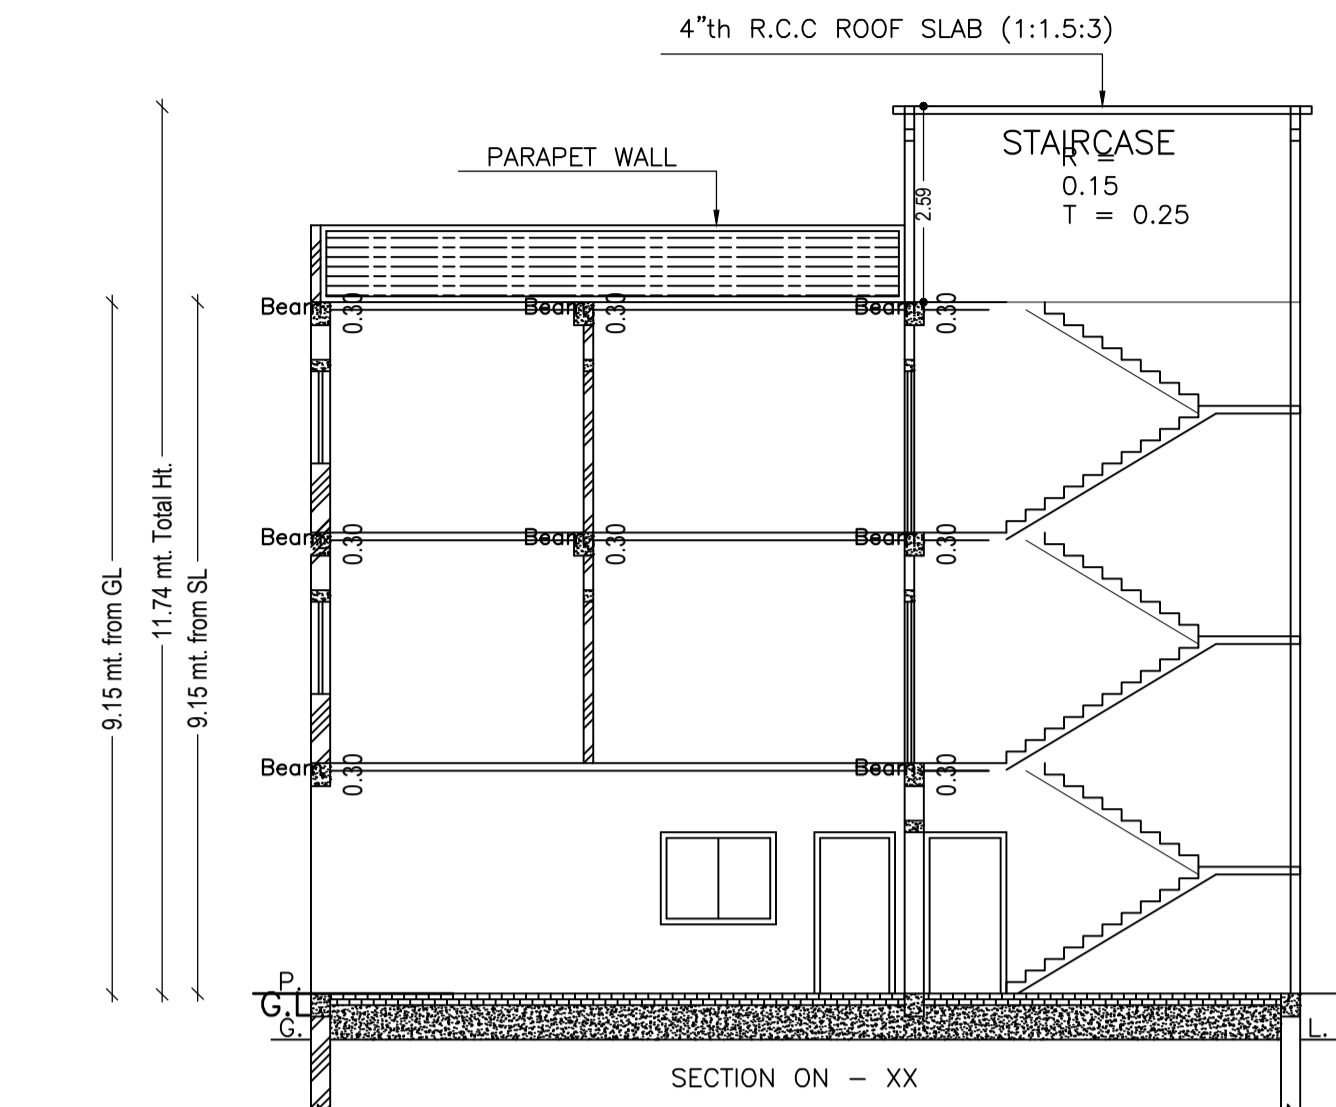 4"th R.C.C ROOF SLAB (1:1.5:3)
STAIRCASE
R =
0.15
T = 0.25
PARAPET WALL
2.59
Beam
0.30
Beam
0.30
Beam
0.30
11.74 mt. Total Ht.
9.15 mt. from GL
9.15 mt. from SL
Beam
0.30
Beam
0.30
Beam
0.30
Beam
0.30
Beam
0.30
P.
G.L
G.
L.
SECTION ON - XX